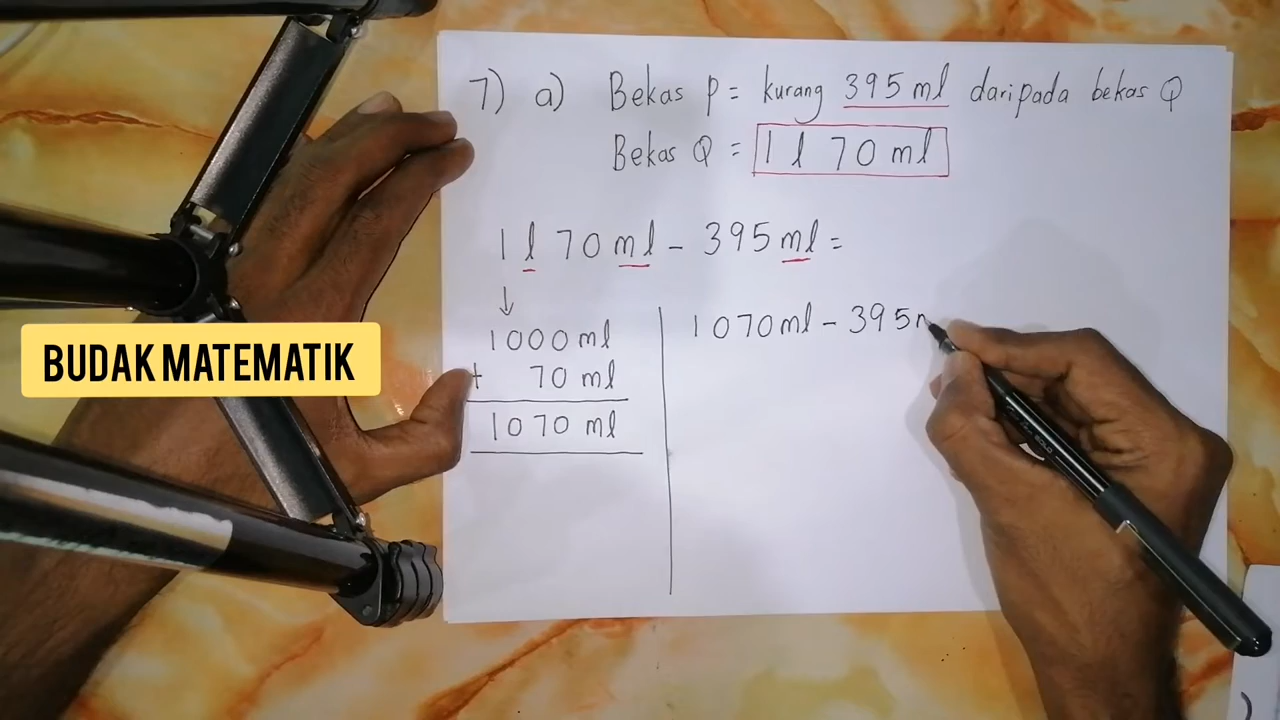 7) a) Bekas P = kurang 395 ml daripada bekas Q
Bekas Q = 1 l 70 ml
1 l 70 ml - 395 ml =
↓
1000 ml
+ 70 ml
1070 ml
1070 ml - 395 m
BUDAK MATEMATIK